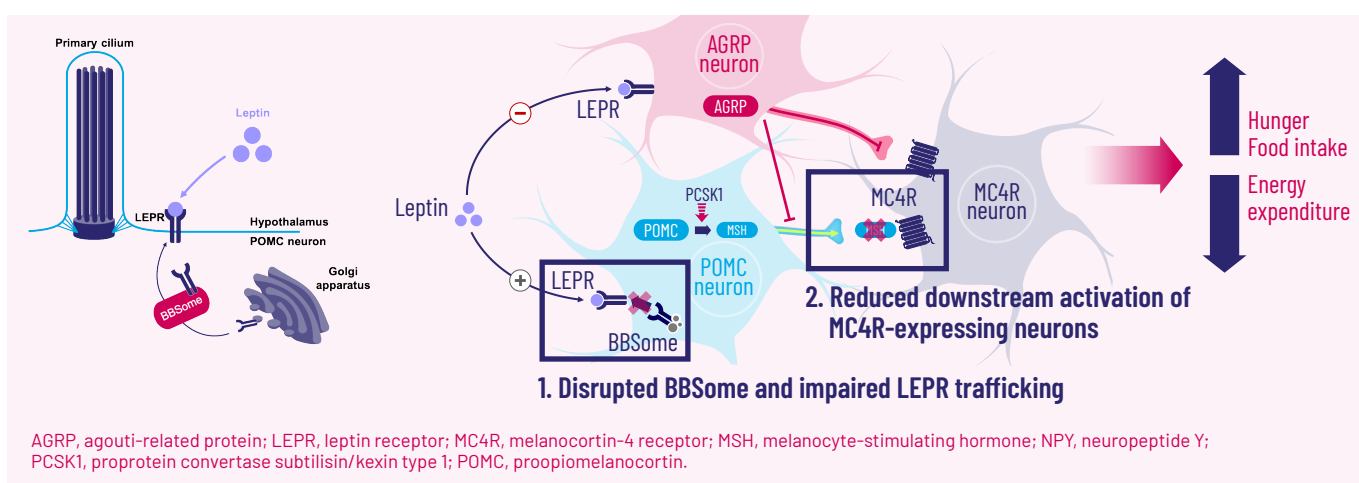 Primary cilium
Leptin
LEPR
Hypothalamus
POMC neuron
Golgi
apparatus
BBSome
Leptin
LEPR
AGRP
neuron
AGRP
PCSK1
POMC
MSH
POMC
neuron
LEPR
BBSome
MC4R
MSH
MC4R
neuron
Hunger
Food intake
Energy
expenditure
2. Reduced downstream activation of
MC4R-expressing neurons
1. Disrupted BBSome and impaired LEPR trafficking
AGRP, agouti-related protein; LEPR, leptin receptor; MC4R, melanocortin-4 receptor; MSH, melanocyte-stimulating hormone; NPY, neuropeptide Y;
PCSK1, proprotein convertase subtilisin/kexin type 1; POMC, proopiomelanocortin.